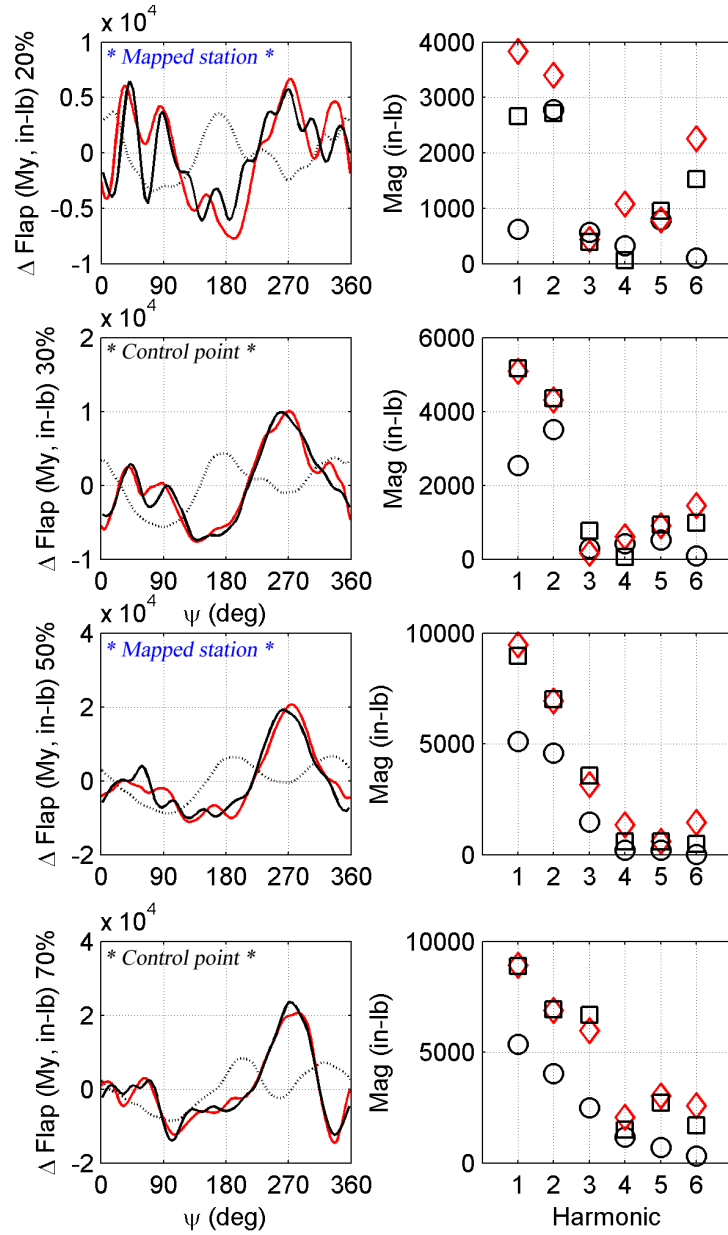 x 10^4
Δ Flap (My, in-lb) 20%
* Mapped station *
1
0.5
0
-0.5
-1
0 90 180 270 360
Mag (in-lb)
4000
3000
2000
1000
0
1 2 3 4 5 6
x 10^4
Δ Flap (My, in-lb) 30%
* Control point *
2
1
0
-1
0 90 180 270 360
ψ (deg)
Mag (in-lb)
6000
4000
2000
0
1 2 3 4 5 6
x 10^4
Δ Flap (My, in-lb) 50%
* Mapped station *
4
2
0
-2
0 90 180 270 360
Mag (in-lb)
10000
5000
0
1 2 3 4 5 6
x 10^4
Δ Flap (My, in-lb) 70%
* Control point *
4
2
0
-2
0 90 180 270 360
ψ (deg)
Mag (in-lb)
10000
5000
0
1 2 3 4 5 6
Harmonic